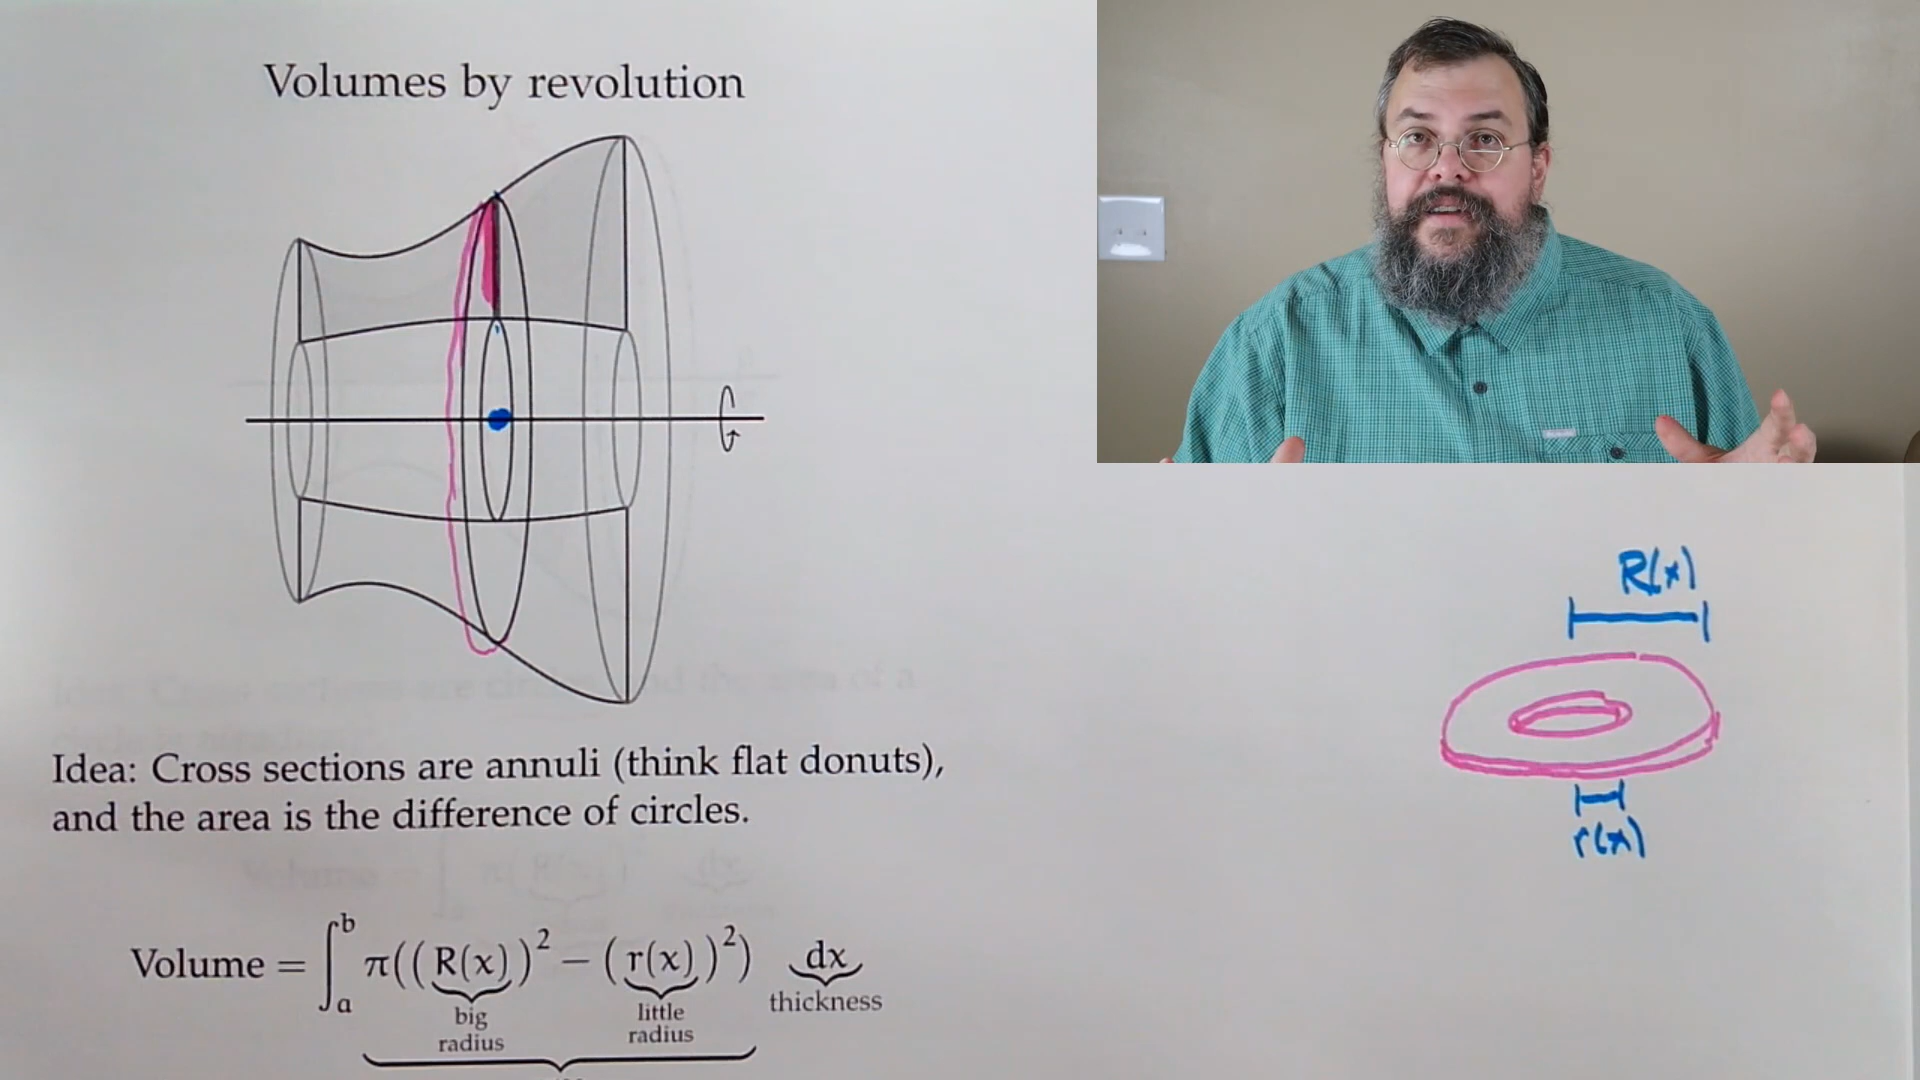 Volumes by revolution
R(x)
r(x)
Idea: Cross sections are annuli (think flat donuts),
and the area is the difference of circles.
Volume = ∫_a^b π((R(x))² − (r(x))²) dx
big radius
little radius
thickness